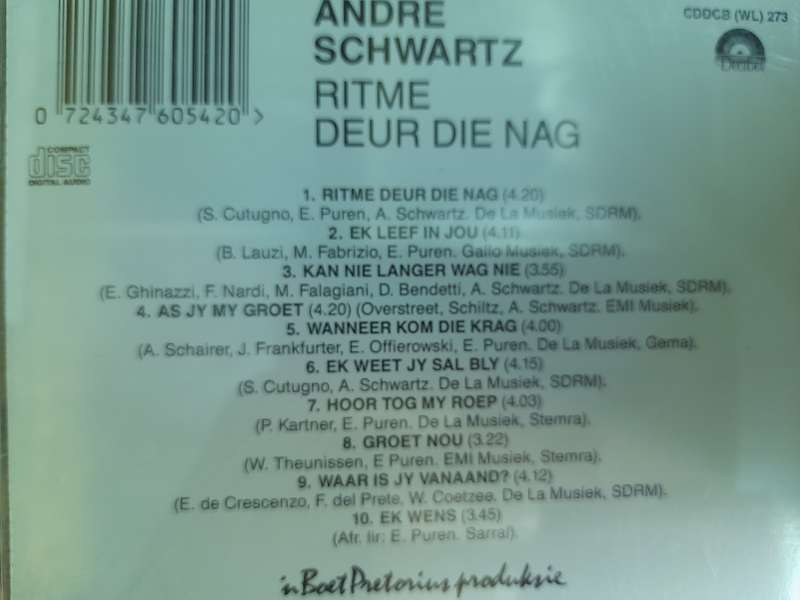 ANDRE
SCHWARTZ
RITME
DEUR DIE NAG
CDDCB (WL) 273
0 724347 605420 >
COMPACT
disc
DIGITAL AUDIO
1. RITME DEUR DIE NAG (4.20)
(S. Cutugno, E. Puren, A. Schwartz. De La Musiek, SDRM).
2. EK LEEF IN JOU (4.11)
(B. Lauzi, M. Fabrizio, E. Puren. Gallo Musiek, SDRM).
3. KAN NIE LANGER WAG NIE (3.55)
(E. Ghinazzi, F. Nardi, M. Falagiani, D. Bendetti, A. Schwartz. De La Musiek, SDRM).
4. AS JY MY GROET (4.20) (Overstreet, Schiltz, A. Schwartz. EMI Musiek).
5. WANNEER KOM DIE KRAG (4.00)
(A. Schairer, J. Frankfurter, E. Offierowski, E. Puren. De La Musiek, Gema).
6. EK WEET JY SAL BLY (4.15)
(S. Cutugno, A. Schwartz. De La Musiek, SDRM).
7. HOOR TOG MY ROEP (4.03)
(P. Kartner, E. Puren. De La Musiek, Stemra).
8. GROET NOU (3.22)
(W. Theunissen, E Puren. EMI Musiek, Stemra).
9. WAAR IS JY VANAAND? (4.12)
(E. de Crescenzo, F. del Prete, W. Coetzee. De La Musiek, SDRM).
10. EK WENS (3.45)
(Afr. lir: E. Puren. Sarral).
'n Boet Pretorius produksie